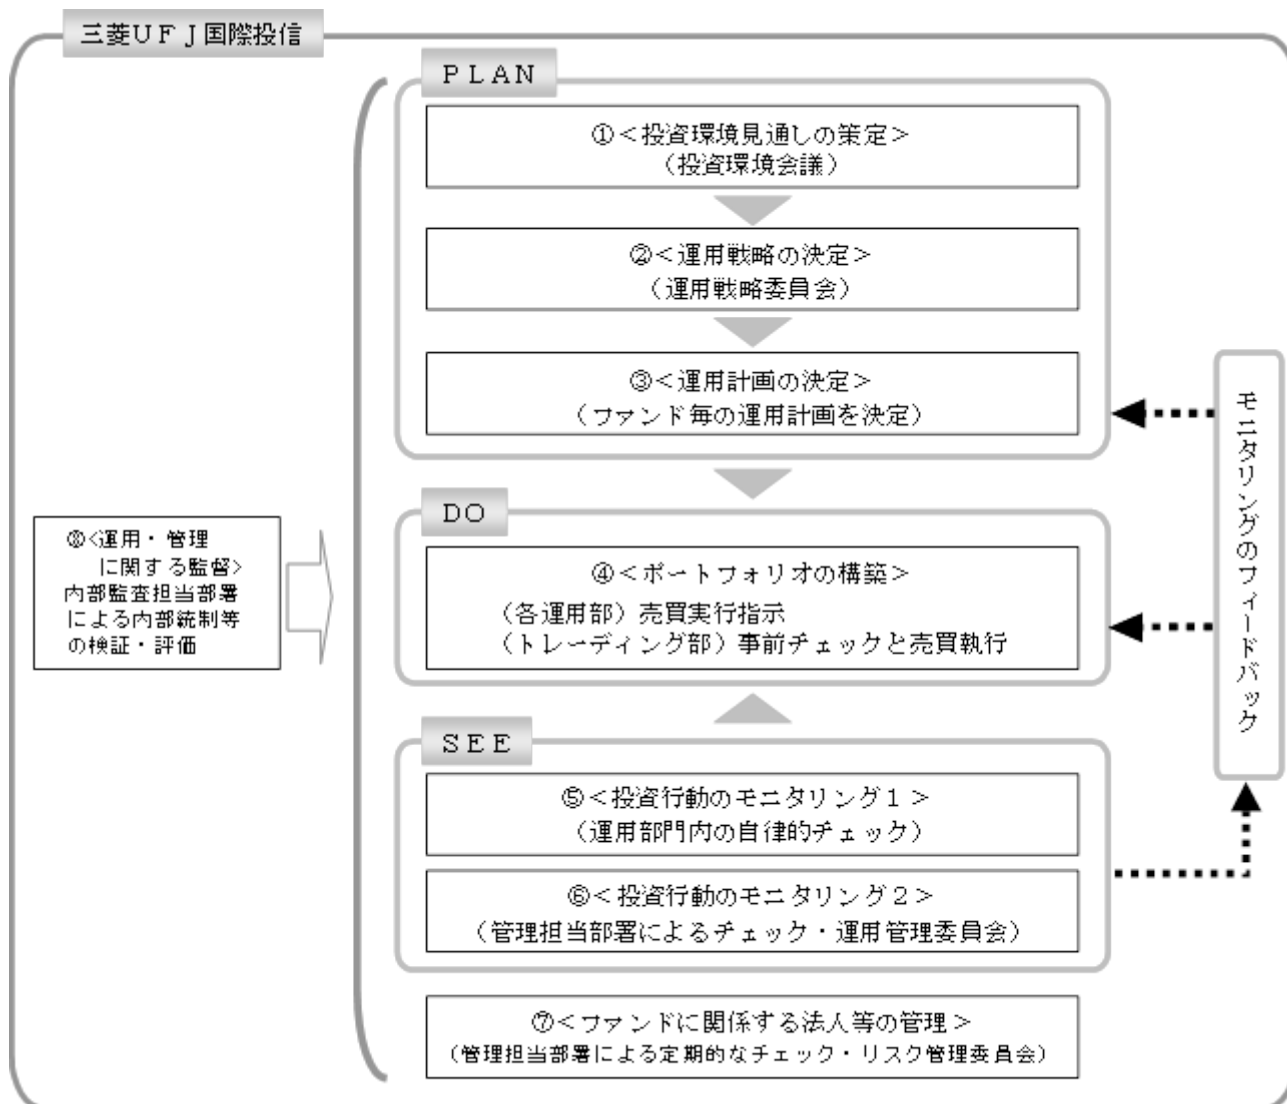 三菱ＵＦＪ国際投信
ＰＬＡＮ
①＜投資環境見通しの策定＞
（投資環境会議）
②＜運用戦略の決定＞
（運用戦略委員会）
③＜運用計画の決定＞
（ファンド毎の運用計画を決定）
ＤＯ
④＜ポートフォリオの構築＞
（各運用部）売買実行指示
（トレーディング部）事前チェックと売買執行
ＳＥＥ
⑤＜投資行動のモニタリング１＞
（運用部門内の自律的チェック）
⑥＜投資行動のモニタリング２＞
（管理担当部署によるチェック・運用管理委員会）
⑦＜ファンドに関係する法人等の管理＞
（管理担当部署による定期的なチェック・リスク管理委員会）
⑧<運用・管理
に関する監督>
内部監査担当部署
による内部統制等
の検証・評価
モニタリングのフィードバック